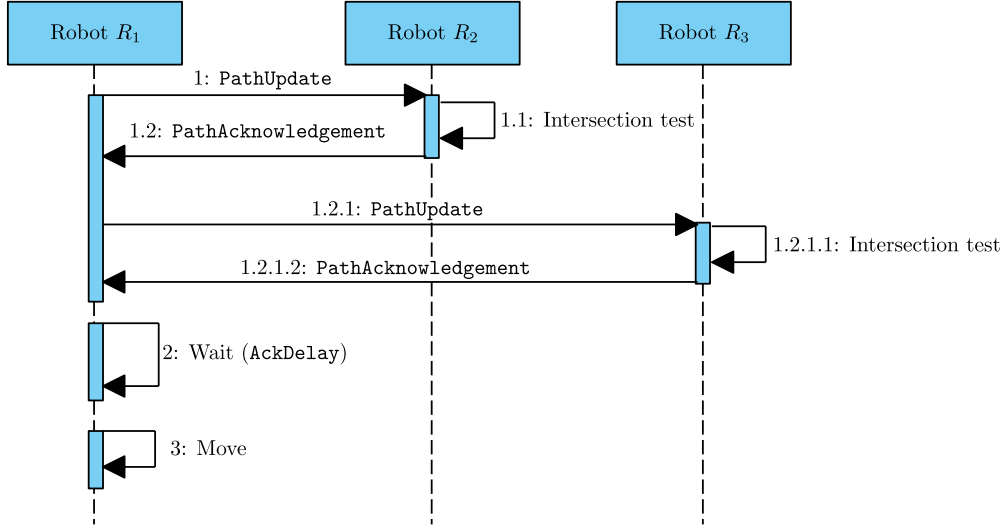 Robot R₁
Robot R₂
Robot R₃
1: PathUpdate
1.1: Intersection test
1.2: PathAcknowledgement
1.2.1: PathUpdate
1.2.1.1: Intersection test
1.2.1.2: PathAcknowledgement
2: Wait (AckDelay)
3: Move